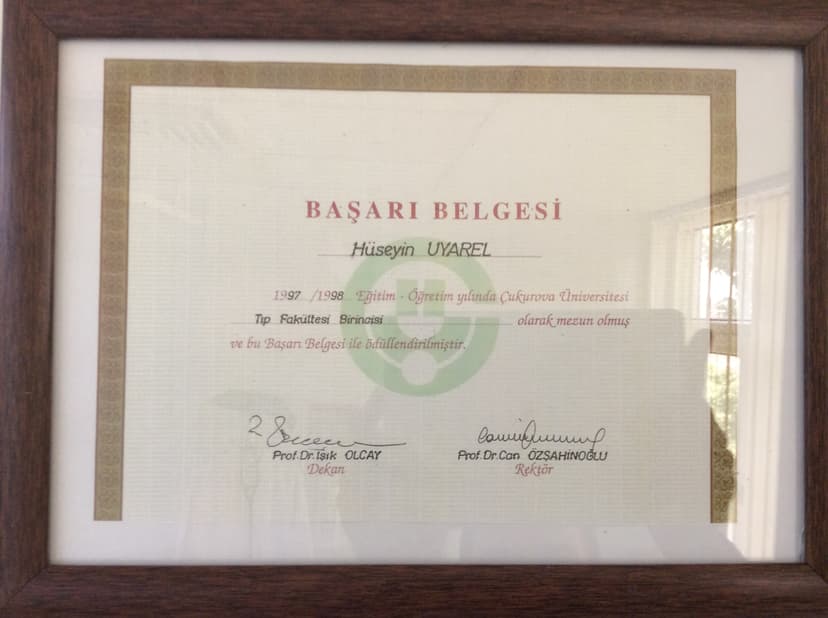 BAŞARI BELGESİ
Hüseyin UYAREL
1997 /1998 Eğitim - Öğretim yılında Çukurova Üniversitesi
Tıp Fakültesi Birincisi olarak mezun olmuş
ve bu Başarı Belgesi ile ödüllendirilmiştir.
Prof.Dr.Işık OLCAY Prof.Dr.Can ÖZŞAHİNOĞLU
Dekan Rektör